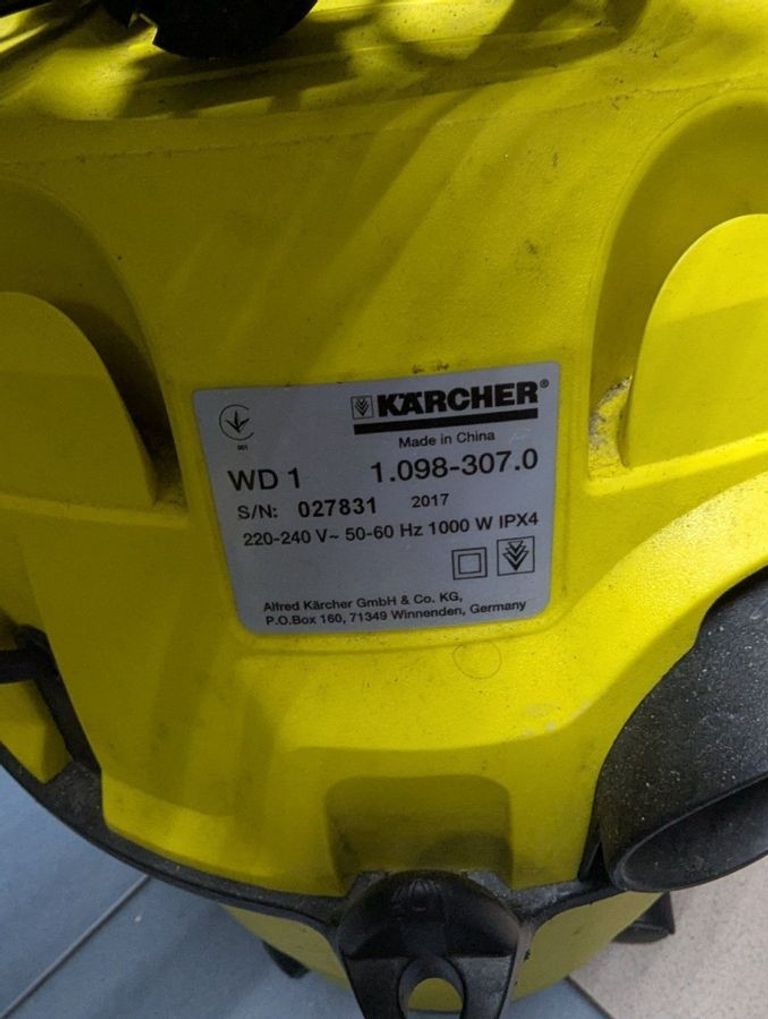 KÄRCHER®
Made in China
WD 1 1.098-307.0
S/N: 027831 2017
220-240 V~ 50-60 Hz 1000 W IPX4
Alfred Kärcher GmbH & Co. KG,
P.O.Box 160, 71349 Winnenden, Germany